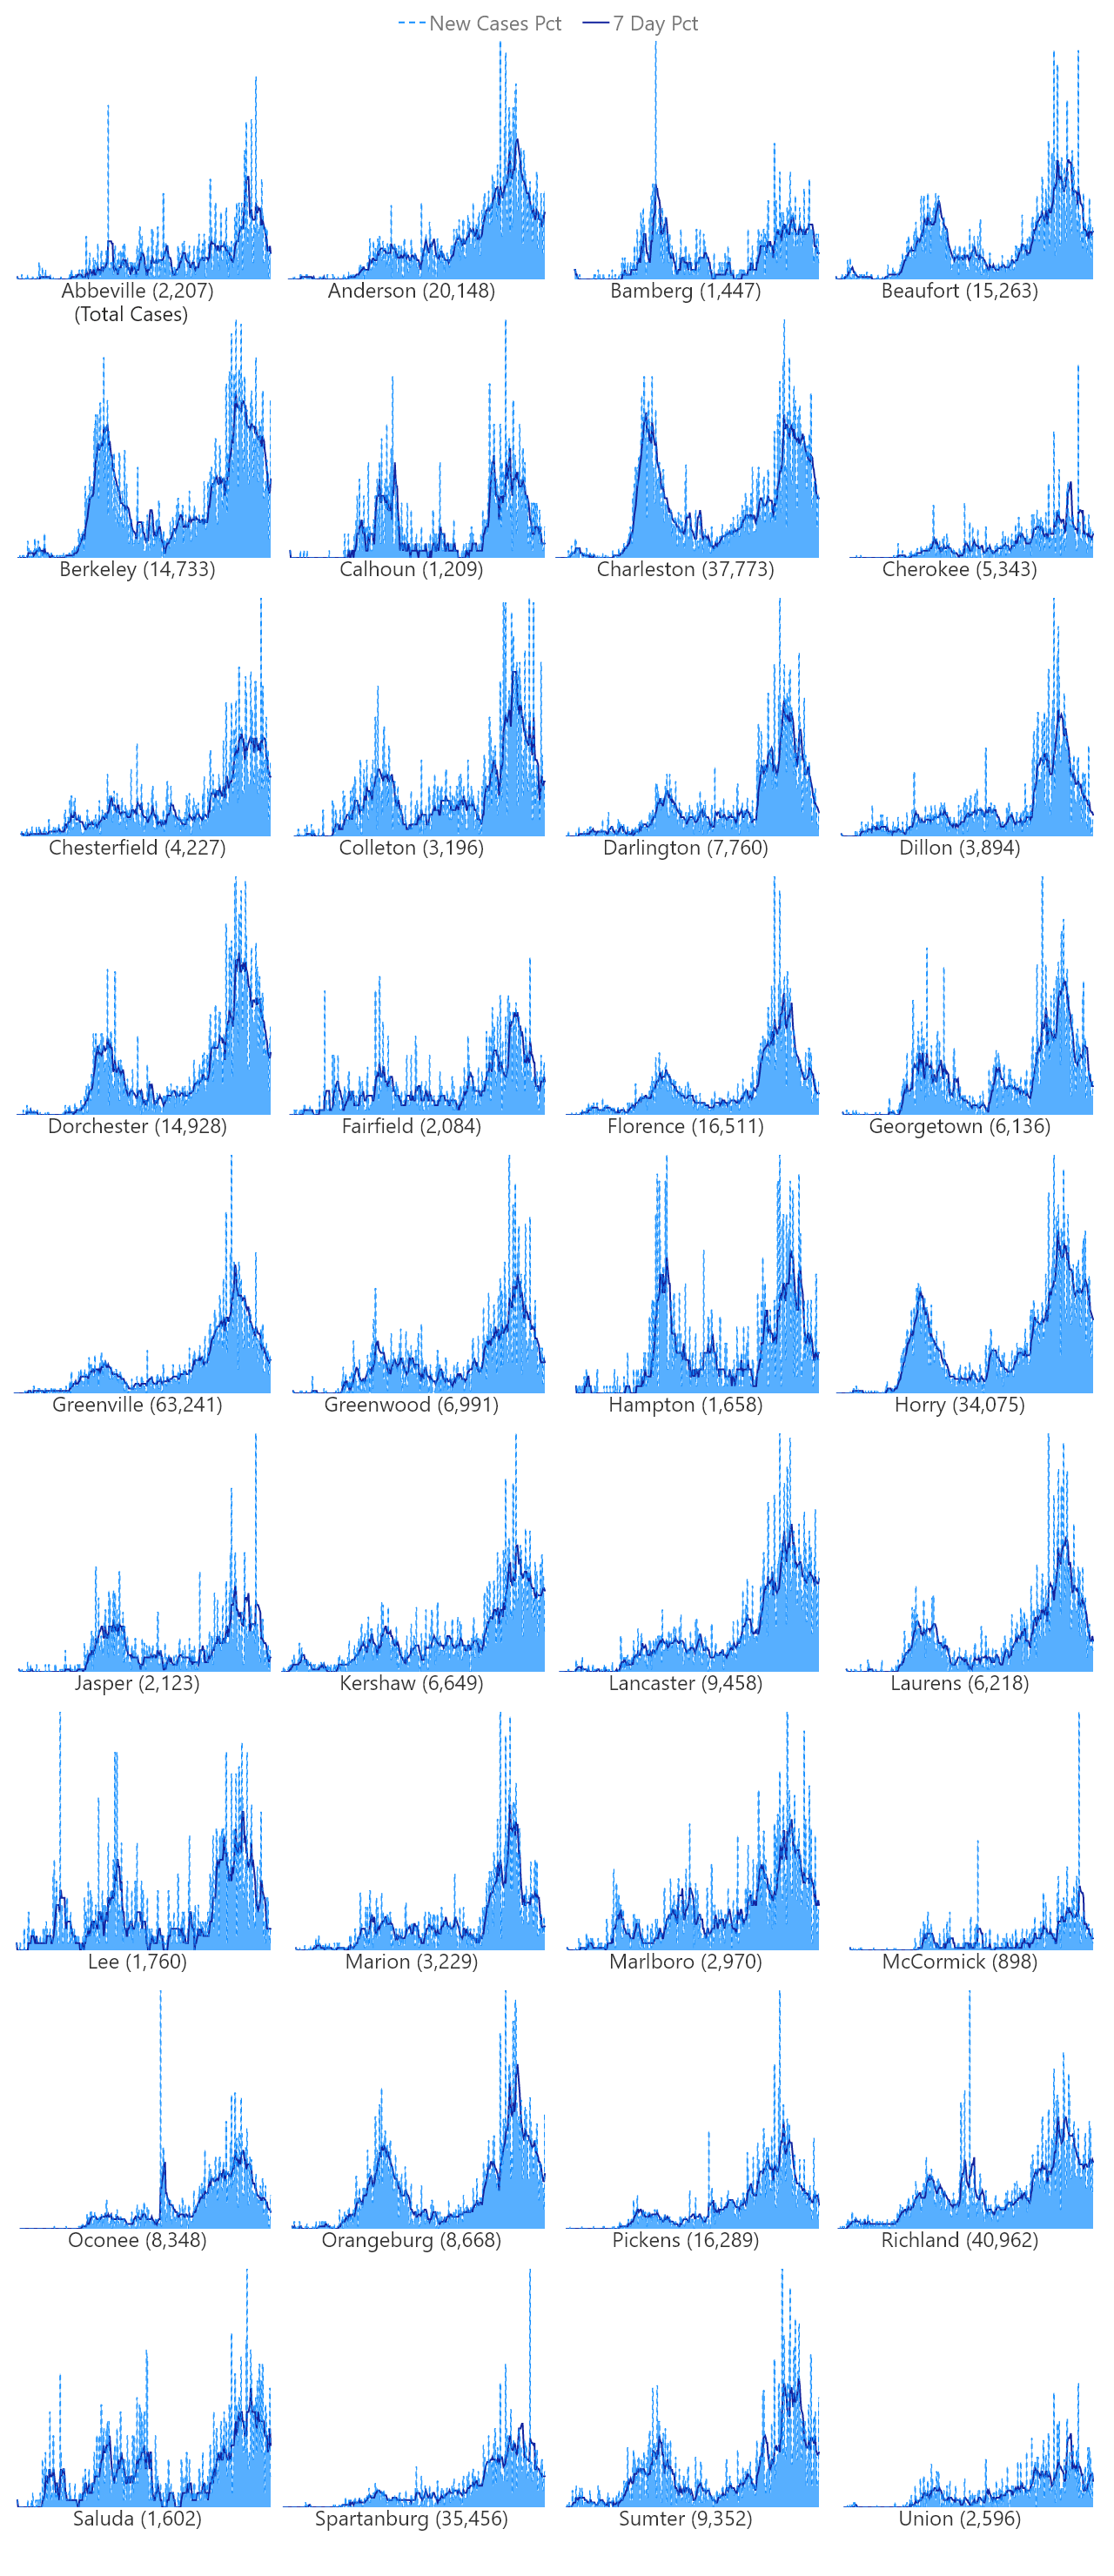 New Cases Pct 7 Day Pct
Abbeville (2,207) Anderson (20,148) Bamberg (1,447) Beaufort (15,263)
(Total Cases)
Berkeley (14,733) Calhoun (1,209) Charleston (37,773) Cherokee (5,343)
Chesterfield (4,227) Colleton (3,196) Darlington (7,760) Dillon (3,894)
Dorchester (14,928) Fairfield (2,084) Florence (16,511) Georgetown (6,136)
Greenville (63,241) Greenwood (6,991) Hampton (1,658) Horry (34,075)
Jasper (2,123) Kershaw (6,649) Lancaster (9,458) Laurens (6,218)
Lee (1,760) Marion (3,229) Marlboro (2,970) McCormick (898)
Oconee (8,348) Orangeburg (8,668) Pickens (16,289) Richland (40,962)
Saluda (1,602) Spartanburg (35,456) Sumter (9,352) Union (2,596)